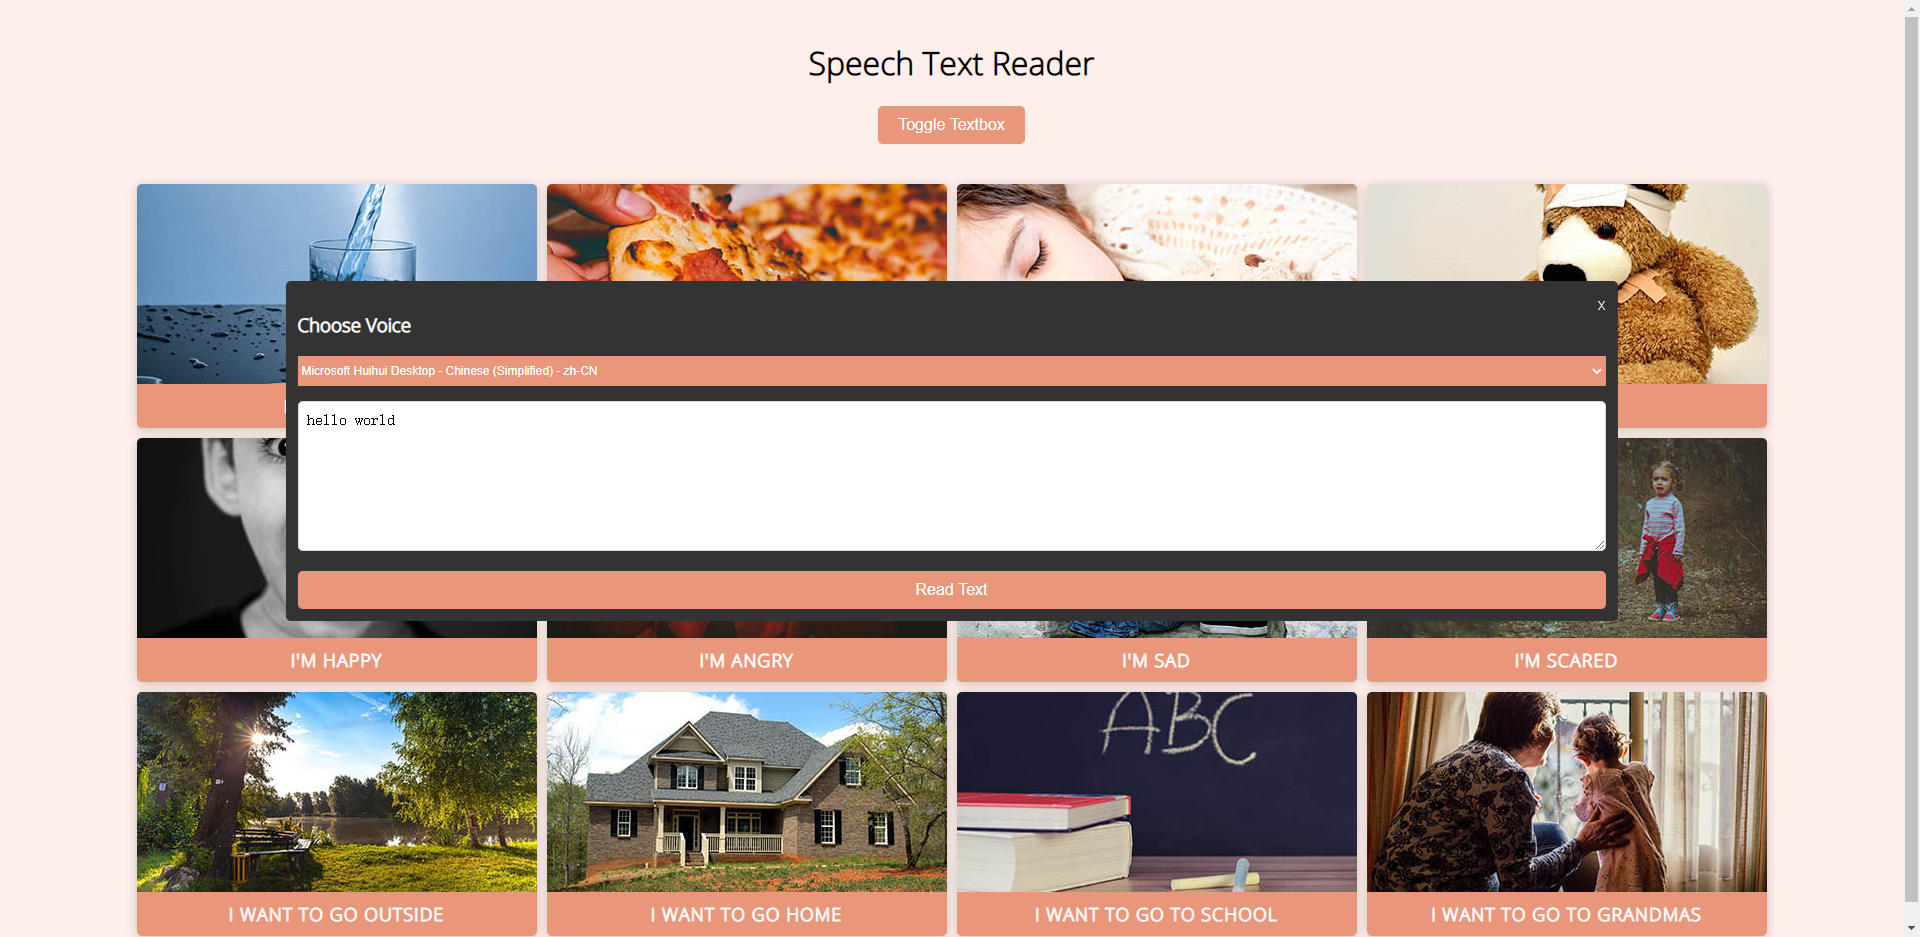 Speech Text Reader
Toggle Textbox
X
Choose Voice
Microsoft Huihui Desktop - Chinese (Simplified) - zh-CN
hello world
Read Text
I'M HAPPY
I'M ANGRY
I'M SAD
I'M SCARED
ABC
I WANT TO GO OUTSIDE
I WANT TO GO HOME
I WANT TO GO TO SCHOOL
I WANT TO GO TO GRANDMAS